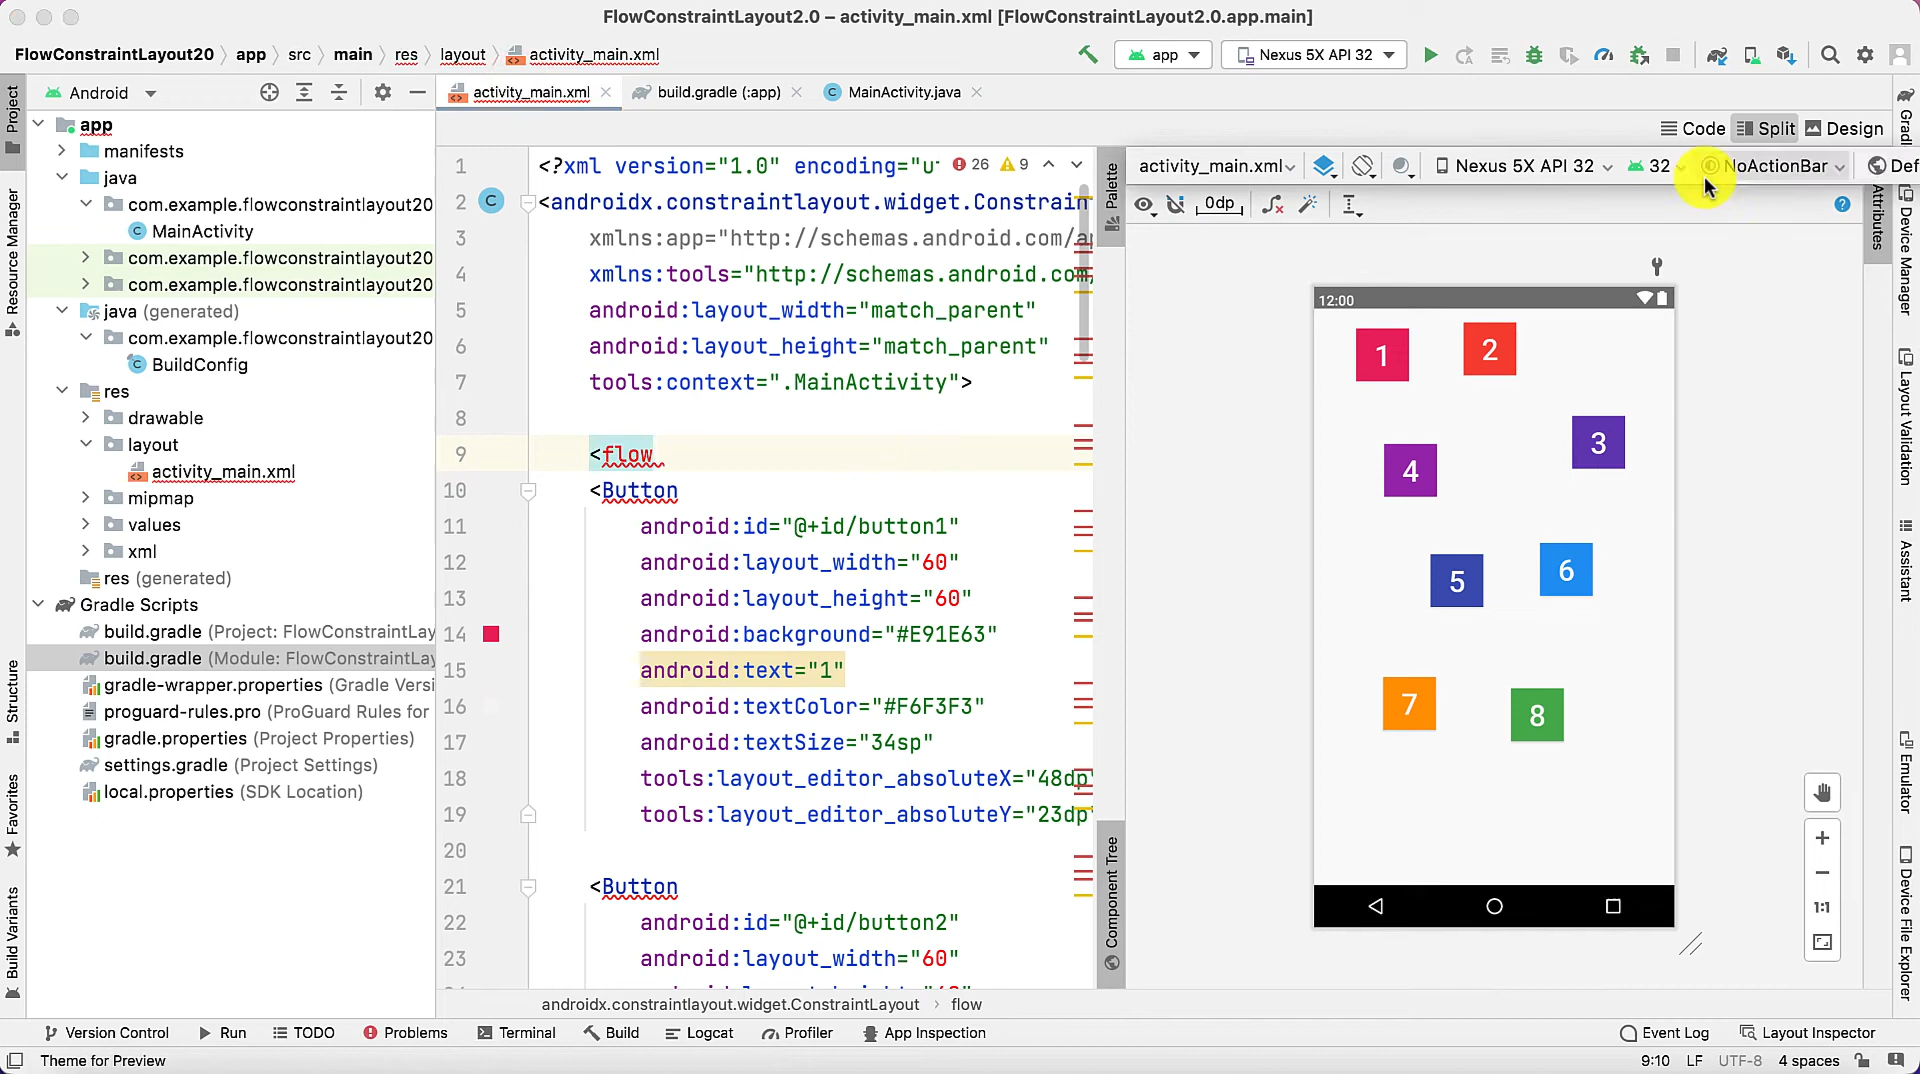 FlowConstraintLayout2.0 – activity_main.xml [FlowConstraintLayout2.0.app.main]
FlowConstraintLayout20 app src main res layout activity_main.xml
app Nexus 5X API 32
Android
activity_main.xml build.gradle (:app) MainActivity.java
Code Split Design
Project
Resource Manager
Structure
Favorites
Build Variants
app
manifests
java
com.example.flowconstraintlayout20
MainActivity
com.example.flowconstraintlayout20
com.example.flowconstraintlayout20
java (generated)
com.example.flowconstraintlayout20
BuildConfig
res
drawable
layout
activity_main.xml
mipmap
values
xml
res (generated)
Gradle Scripts
build.gradle (Project: FlowConstraintLay
build.gradle (Module: FlowConstraintLay
gradle-wrapper.properties (Gradle Versi
proguard-rules.pro (ProGuard Rules for
gradle.properties (Project Properties)
settings.gradle (Project Settings)
local.properties (SDK Location)
26 9
1 <?xml version="1.0" encoding="u
2 <androidx.constraintlayout.widget.Constrain
3 xmlns:app="http://schemas.android.com/ap
4 xmlns:tools="http://schemas.android.com
5 android:layout_width="match_parent"
6 android:layout_height="match_parent"
7 tools:context=".MainActivity">
8
9 <flow
10 <Button
11 android:id="@+id/button1"
12 android:layout_width="60"
13 android:layout_height="60"
14 android:background="#E91E63"
15 android:text="1"
16 android:textColor="#F6F3F3"
17 android:textSize="34sp"
18 tools:layout_editor_absoluteX="48dp"
19 tools:layout_editor_absoluteY="23dp"
20
21 <Button
22 android:id="@+id/button2"
23 android:layout_width="60"
androidx.constraintlayout.widget.ConstraintLayout flow
Palette
Component Tree
activity_main.xml Nexus 5X API 32 32 NoActionBar Def
0dp
12:00
1
2
3
4
5
6
7
8
1:1
Attributes
Gradl
Device Manager
Layout Validation
Assistant
Emulator
Device File Explorer
Version Control Run TODO Problems Terminal Build Logcat Profiler App Inspection Event Log Layout Inspector
Theme for Preview 9:10 LF UTF-8 4 spaces